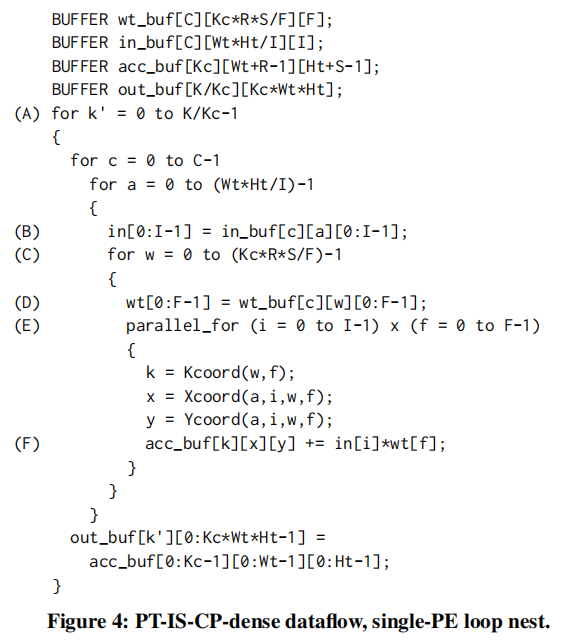 BUFFER wt_buf[C][Kc*R*S/F][F];
BUFFER in_buf[C][Wt*Ht/I][I];
BUFFER acc_buf[Kc][Wt+R-1][Ht+S-1];
BUFFER out_buf[K/Kc][Kc*Wt*Ht];
(A) for k' = 0 to K/Kc-1
{
for c = 0 to C-1
for a = 0 to (Wt*Ht/I)-1
{
(B) in[0:I-1] = in_buf[c][a][0:I-1];
(C) for w = 0 to (Kc*R*S/F)-1
{
(D) wt[0:F-1] = wt_buf[c][w][0:F-1];
(E) parallel_for (i = 0 to I-1) x (f = 0 to F-1)
{
k = Kcoord(w,f);
x = Xcoord(a,i,w,f);
y = Ycoord(a,i,w,f);
(F) acc_buf[k][x][y] += in[i]*wt[f];
}
}
}
out_buf[k'][0:Kc*Wt*Ht-1] =
acc_buf[0:Kc-1][0:Wt-1][0:Ht-1];
}
Figure 4: PT-IS-CP-dense dataflow, single-PE loop nest.